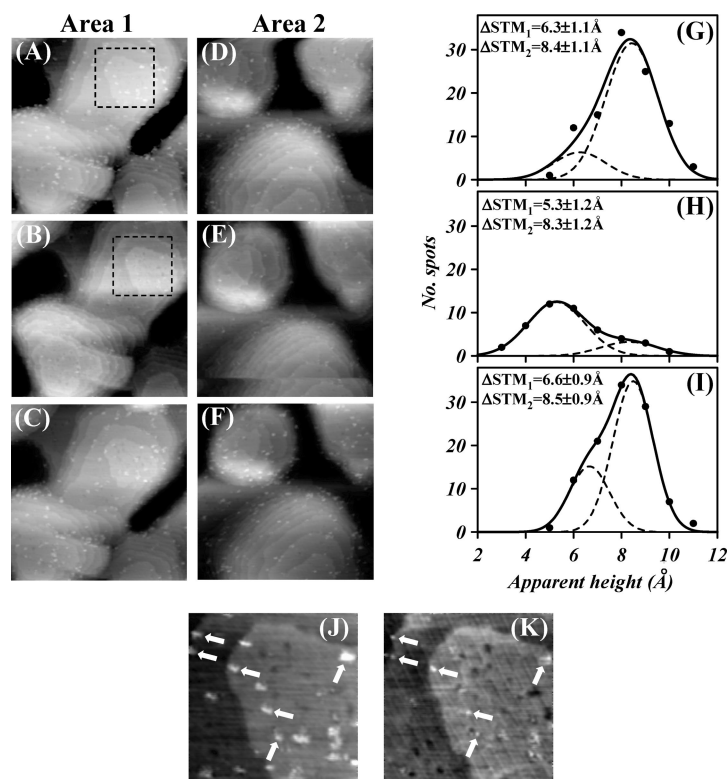 Area 1
Area 2
(A)
(D)
(B)
(E)
(C)
(F)
(G)
ΔSTM1=6.3±1.1Å
ΔSTM2=8.4±1.1Å
30
20
10
0
(H)
ΔSTM1=5.3±1.2Å
ΔSTM2=8.3±1.2Å
No. spots
30
20
10
0
(I)
ΔSTM1=6.6±0.9Å
ΔSTM2=8.5±0.9Å
30
20
10
0
2 4 6 8 10 12
Apparent height (Å)
(J)
(K)